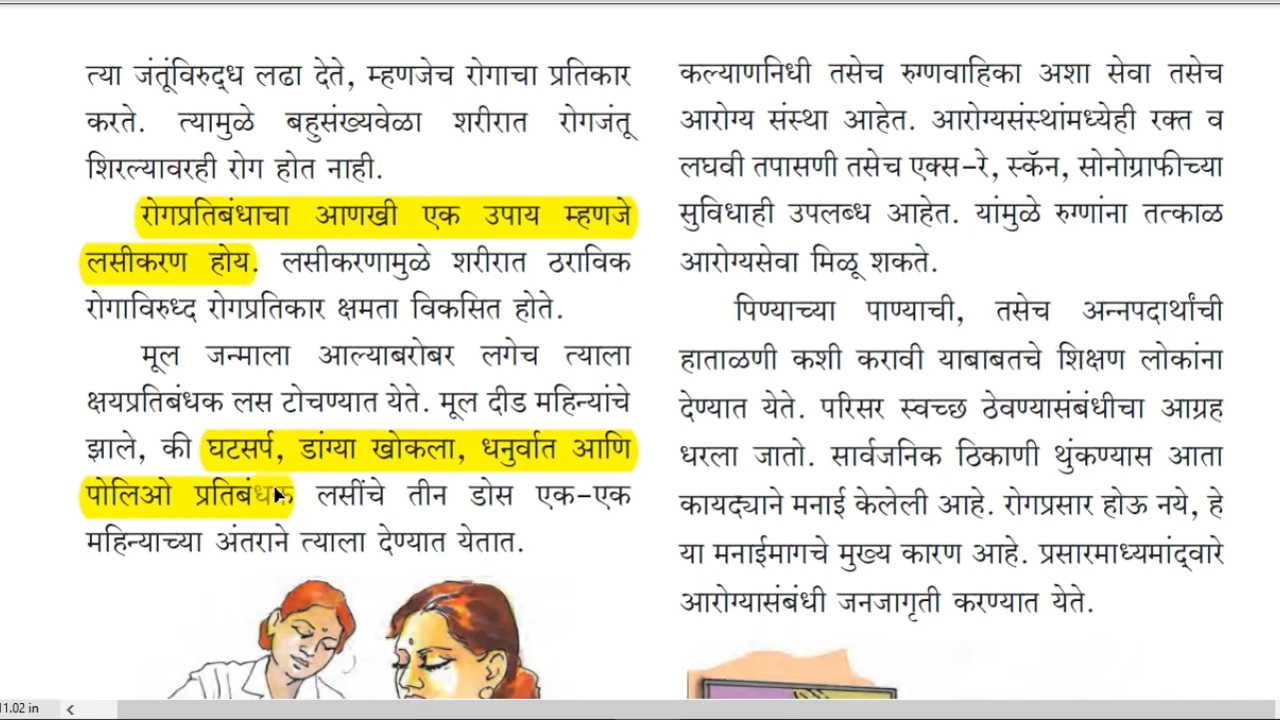 त्या जंतूंविरुद्ध लढा देते, म्हणजेच रोगाचा प्रतिकार
करते. त्यामुळे बहुसंख्यवेळा शरीरात रोगजंतू
शिरल्यावरही रोग होत नाही.
रोगप्रतिबंधाचा आणखी एक उपाय म्हणजे
लसीकरण होय. लसीकरणामुळे शरीरात ठराविक
रोगाविरुध्द रोगप्रतिकार क्षमता विकसित होते.
मूल जन्माला आल्याबरोबर लगेच त्याला
क्षयप्रतिबंधक लस टोचण्यात येते. मूल दीड महिन्यांचे
झाले, की घटसर्प, डांग्या खोकला, धनुर्वात आणि
पोलिओ प्रतिबंधक लसींचे तीन डोस एक-एक
महिन्याच्या अंतराने त्याला देण्यात येतात.
कल्याणनिधी तसेच रुग्णवाहिका अशा सेवा तसेच
आरोग्य संस्था आहेत. आरोग्यसंस्थांमध्येही रक्त व
लघवी तपासणी तसेच एक्स-रे, स्कॅन, सोनोग्राफीच्या
सुविधाही उपलब्ध आहेत. यांमुळे रुग्णांना तत्काळ
आरोग्यसेवा मिळू शकते.
पिण्याच्या पाण्याची, तसेच अन्नपदार्थांची
हाताळणी कशी करावी याबाबतचे शिक्षण लोकांना
देण्यात येते. परिसर स्वच्छ ठेवण्यासंबंधीचा आग्रह
धरला जातो. सार्वजनिक ठिकाणी थुंकण्यास आता
कायद्याने मनाई केलेली आहे. रोगप्रसार होऊ नये, हे
या मनाईमागचे मुख्य कारण आहे. प्रसारमाध्यमांद्वारे
आरोग्यासंबंधी जनजागृती करण्यात येते.
11.02 in